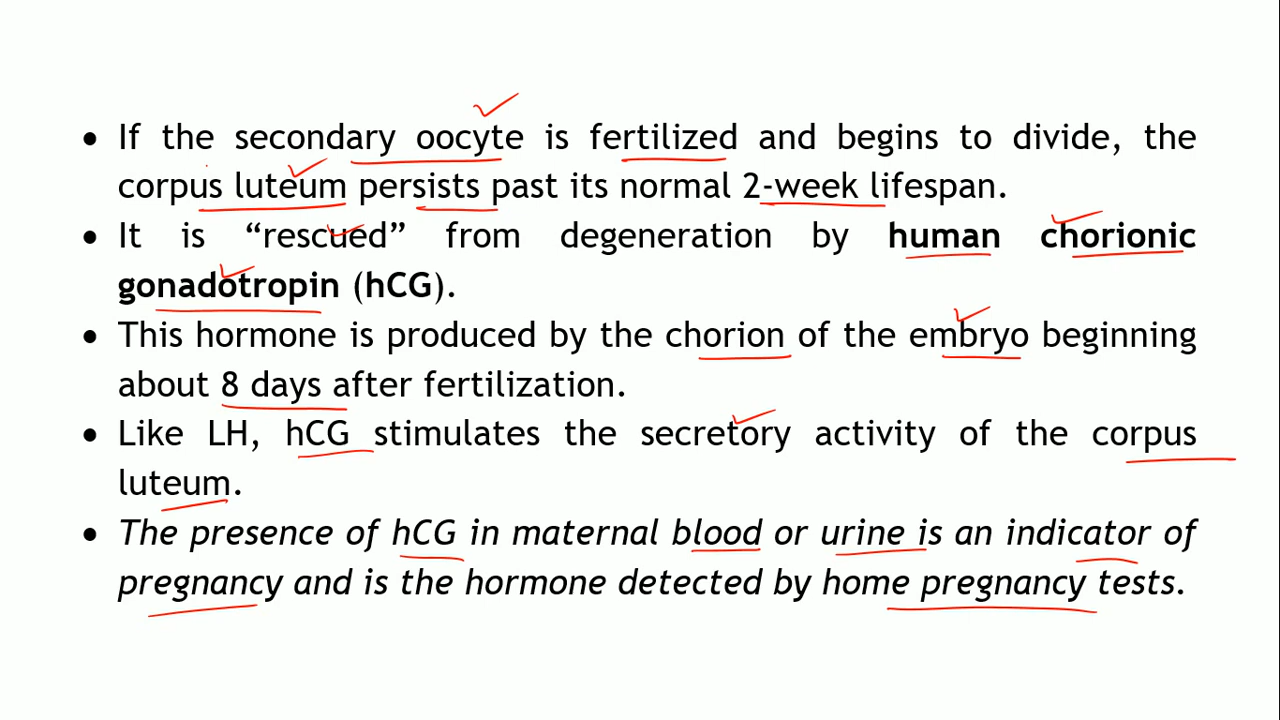 • If the secondary oocyte is fertilized and begins to divide, the
corpus luteum persists past its normal 2-week lifespan.
• It is “rescued” from degeneration by human chorionic
gonadotropin (hCG).
• This hormone is produced by the chorion of the embryo beginning
about 8 days after fertilization.
• Like LH, hCG stimulates the secretory activity of the corpus
luteum.
• The presence of hCG in maternal blood or urine is an indicator of
pregnancy and is the hormone detected by home pregnancy tests.